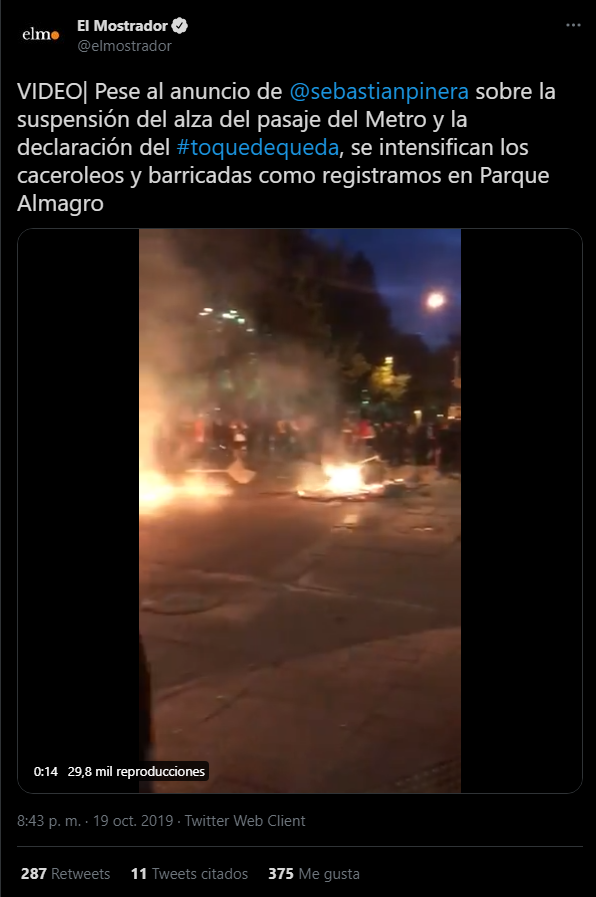 elmo
El Mostrador
@elmostrador
VIDEO| Pese al anuncio de @sebastianpinera sobre la
suspensión del alza del pasaje del Metro y la
declaración del #toquedequeda, se intensifican los
caceroleos y barricadas como registramos en Parque
Almagro
0:14 29,8 mil reproducciones
8:43 p. m. · 19 oct. 2019 · Twitter Web Client
287 Retweets 11 Tweets citados 375 Me gusta